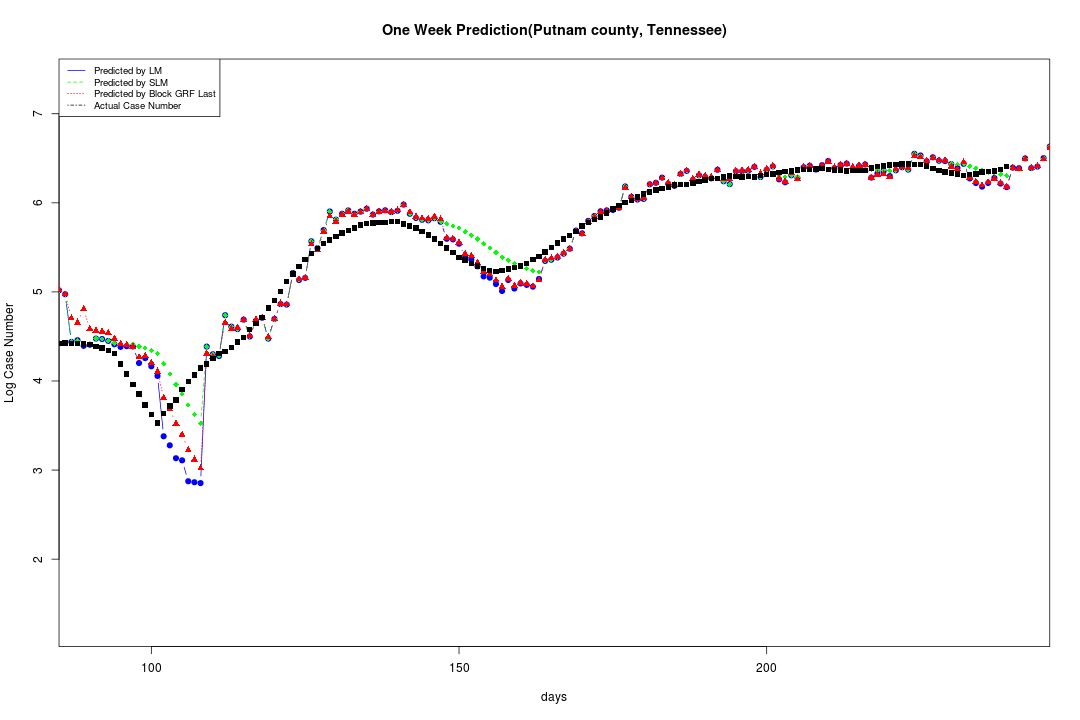 One Week Prediction(Putnam county, Tennessee)
Predicted by LM
Predicted by SLM
Predicted by Block GRF Last
Actual Case Number
7
6
5
4
3
2
Log Case Number
100 150 200
days